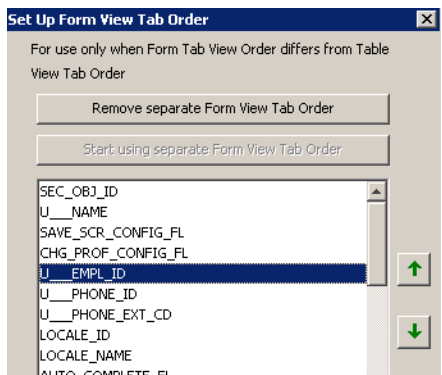 Set Up Form View Tab Order
For use only when Form Tab View Order differs from Table
View Tab Order
Remove separate Form View Tab Order
Start using separate Form View Tab Order
SEC_OBJ_ID
U___NAME
SAVE_SCR_CONFIG_FL
CHG_PROF_CONFIG_FL
U___EMPL_ID
U___PHONE_ID
U___PHONE_EXT_CD
LOCALE_ID
LOCALE_NAME
AUTO_COMPLETE_FL